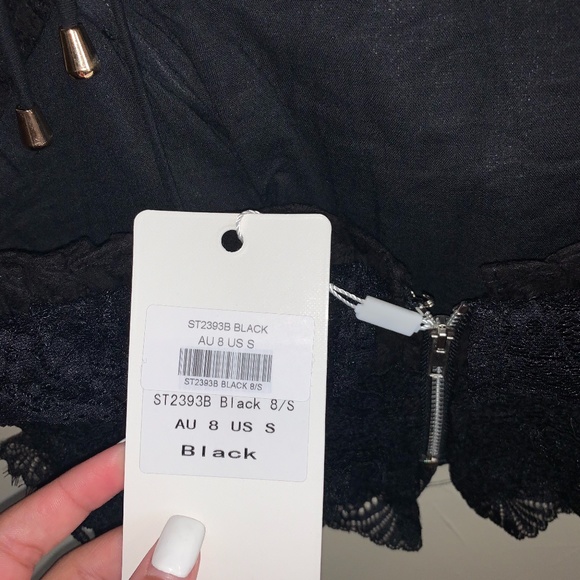 ST2393B BLACK
AU 8 US S
ST2393B BLACK 8/S
ST2393B Black 8/S
AU 8 US S
Black